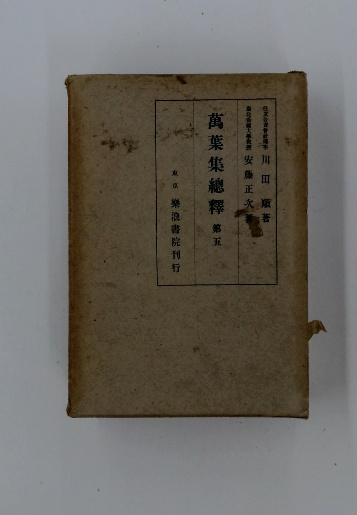 川田順著
安藤正次著
萬葉集總釋 第五
東京 樂浪書院刊行